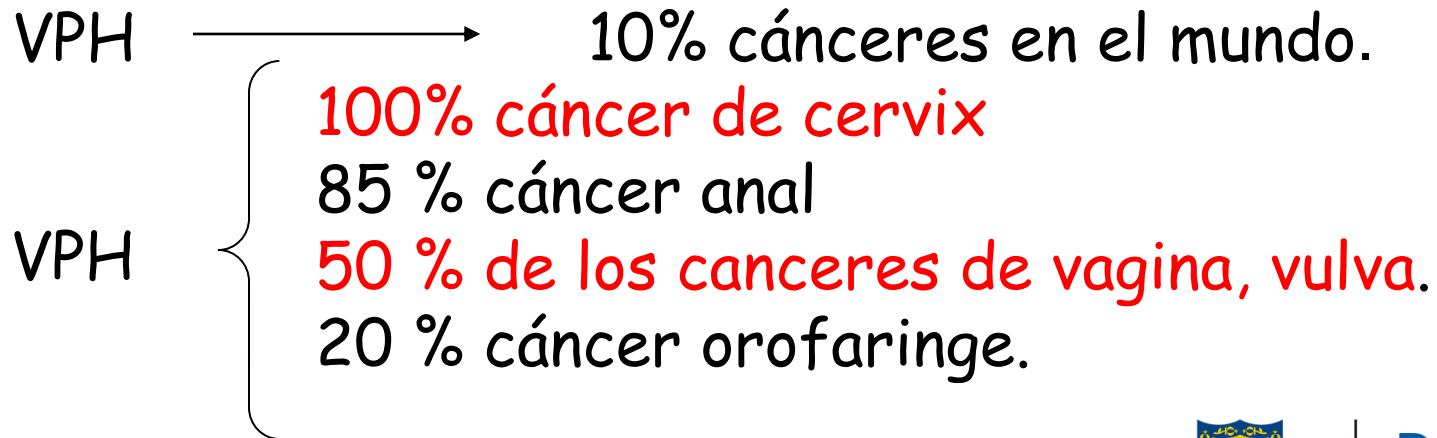 VPH 10% cánceres en el mundo.
100% cáncer de cervix
85 % cáncer anal
VPH 50 % de los canceres de vagina, vulva.
20 % cáncer orofaringe.